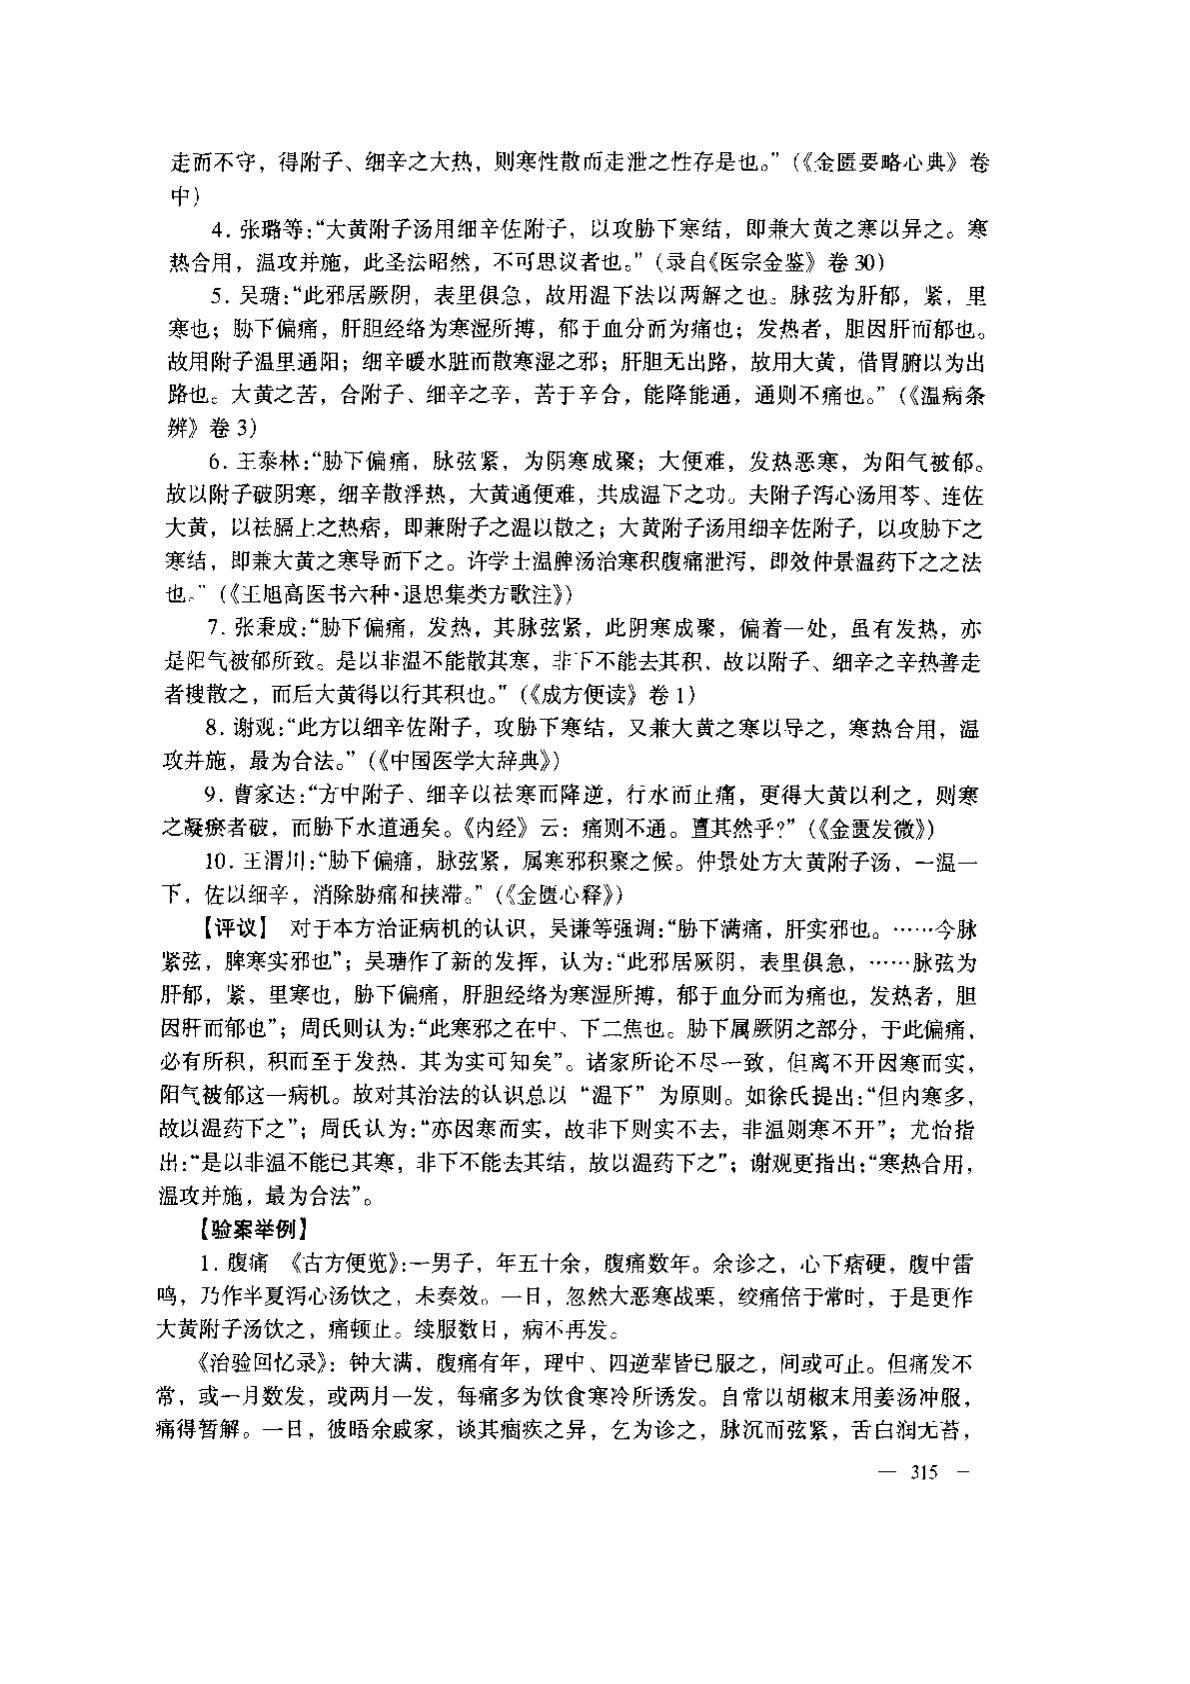 走而不守，得附子、细辛之大热，则寒性散而走泄之性存是也。”（《金匮要略心典》卷
中）
4. 张璐等：“大黄附子汤用细辛佐附子，以攻胁下寒结，即兼大黄之寒以异之。寒
热合用，温攻并施，此圣法昭然，不可思议者也。”（录自《医宗金鉴》卷 30）
5. 吴瑭：“此邪居厥阴，表里俱急，故用温下法以两解之也。脉弦为肝郁，紧，里
寒也；胁下偏痛，肝胆经络为寒湿所搏，郁于血分而为痛也；发热者，胆因肝而郁也。
故用附子温里通阳；细辛暖水脏而散寒湿之邪；肝胆无出路，故用大黄，借胃腑以为出
路也。大黄之苦，合附子、细辛之辛，苦于辛合，能降能通，通则不痛也。”（《温病条
辨》卷 3）
6. 王泰林：“胁下偏痛，脉弦紧，为阴寒成聚；大便难，发热恶寒，为阳气被郁。
故以附子破阴寒，细辛散浮热，大黄通便难，共成温下之功。夫附子泻心汤用芩、连佐
大黄，以祛膈上之热痞，即兼附子之温以散之；大黄附子汤用细辛佐附子，以攻胁下之
寒结，即兼大黄之寒导而下之。许学士温脾汤治寒积腹痛泄泻，即效仲景温药下之之法
也。”（《王旭高医书六种·退思集类方歌注》）
7. 张秉成：“胁下偏痛，发热，其脉弦紧，此阴寒成聚，偏着一处，虽有发热，亦
是阳气被郁所致。是以非温不能散其寒，非下不能去其积，故以附子、细辛之辛热善走
者搜散之，而后大黄得以行其积也。”（《成方便读》卷 1）
8. 谢观：“此方以细辛佐附子，攻胁下寒结，又兼大黄之寒以导之，寒热合用，温
攻并施，最为合法。”（《中国医学大辞典》）
9. 曹家达：“方中附子、细辛以祛寒而降逆，行水而止痛，更得大黄以利之，则寒
之凝瘀者破，而胁下水道通矣。《内经》云：痛则不通。亶其然乎？”（《金匮发微》）
10. 王渭川：“胁下偏痛，脉弦紧，属寒邪积聚之候。仲景处方大黄附子汤，一温一
下，佐以细辛，消除胁痛和挟滞。”（《金匮心释》）
【评议】 对于本方治证病机的认识，吴谦等强调：“胁下满痛，肝实邪也。……今脉
紧弦，脾寒实邪也”；吴瑭作了新的发挥，认为：“此邪居厥阴，表里俱急，……脉弦为
肝郁，紧，里寒也，胁下偏痛，肝胆经络为寒湿所搏，郁于血分而为痛也，发热者，胆
因肝而郁也”；周氏则认为：“此寒邪之在中、下二焦也。胁下属厥阴之部分，于此偏痛，
必有所积，积而至于发热，其为实可知矣”。诸家所论不尽一致，但离不开因寒而实，
阳气被郁这一病机。故对其治法的认识总以“温下”为原则。如徐氏提出：“但内寒多，
故以温药下之”；周氏认为：“亦因寒而实，故非下则实不去，非温则寒不开”；尤怡指
出：“是以非温不能已其寒，非下不能去其结，故以温药下之”；谢观更指出：“寒热合用，
温攻并施，最为合法”。
【验案举例】
1. 腹痛 《古方便览》：一男子，年五十余，腹痛数年。余诊之，心下痞硬，腹中雷
鸣，乃作半夏泻心汤饮之，未奏效。一日，忽然大恶寒战栗，绞痛倍于常时，于是更作
大黄附子汤饮之，痛顿止。续服数日，病不再发。
《治验回忆录》：钟大满，腹痛有年，理中、四逆辈皆已服之，间或可止。但痛发不
常，或一月数发，或两月一发，每痛多为饮食寒冷所诱发。自常以胡椒末用姜汤冲服，
痛得暂解。一日，彼晤余戚家，谈其痼疾之异，乞为诊之，脉沉而弦紧，舌白润无苔，
— 315 —